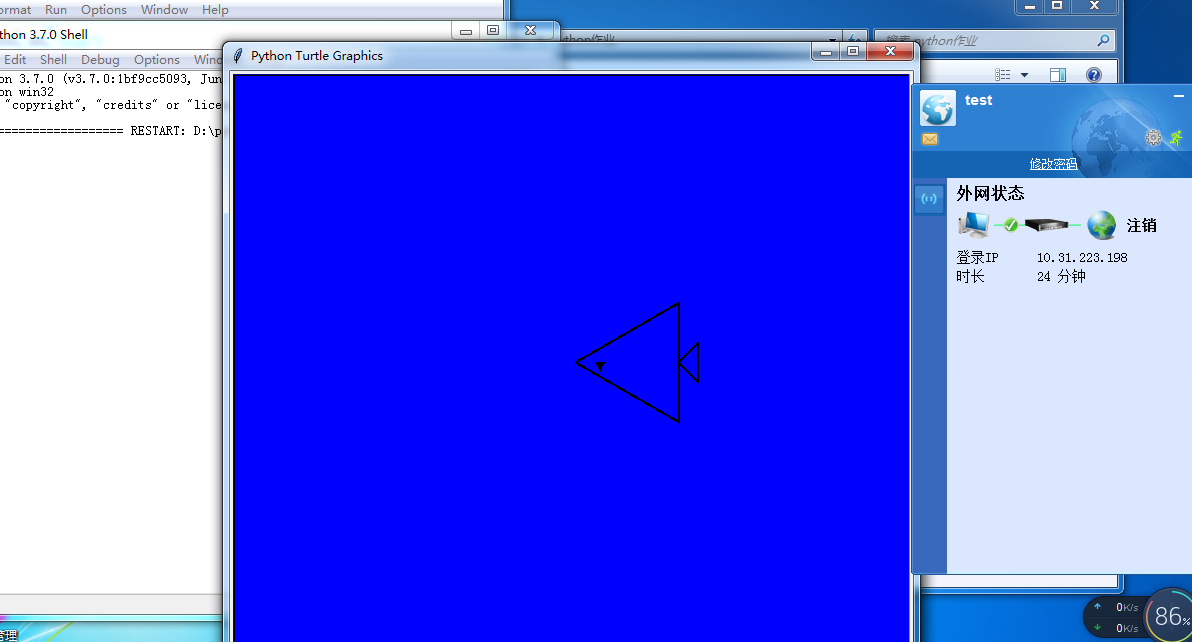 ormat Run Options Window Help
thon 3.7.0 Shell
Edit Shell Debug Options Wind
on 3.7.0 (v3.7.0:1bf9cc5093, Jun
on win32
"copyright", "credits" or "lice
================== RESTART: D:\p
Python Turtle Graphics
thon作业
搜索 python作业
test
修改密码
外网状态
注销
登录IP 10.31.223.198
时长 24 分钟
管理
0K/s
0K/s
86%